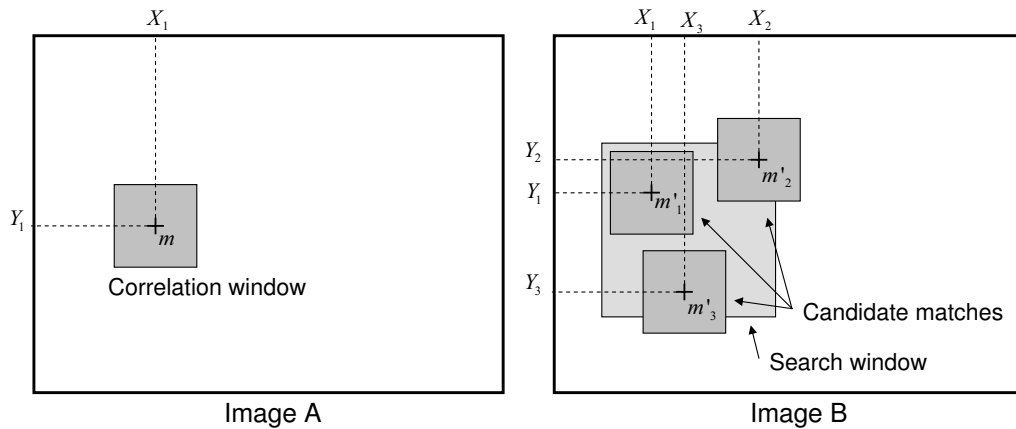 X₁
Y₁
m
Correlation window
Image A
X₁
X₃
X₂
Y₂
m'₂
Y₁
m'₁
Y₃
m'₃
Candidate matches
Search window
Image B